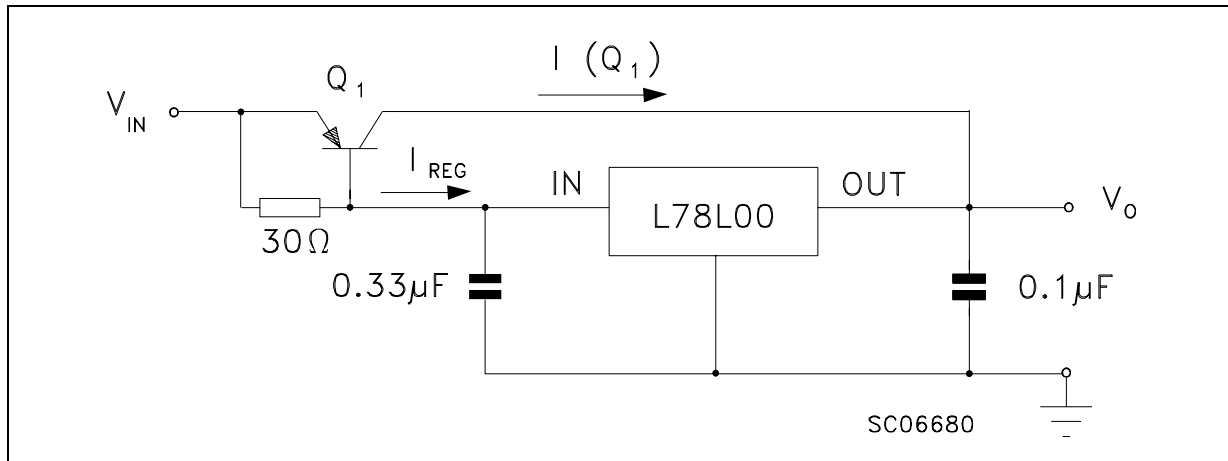 I (Q1)
Q1
VIN
IREG
IN
OUT
L78L00
VO
30Ω
0.33µF
0.1µF
SC06680